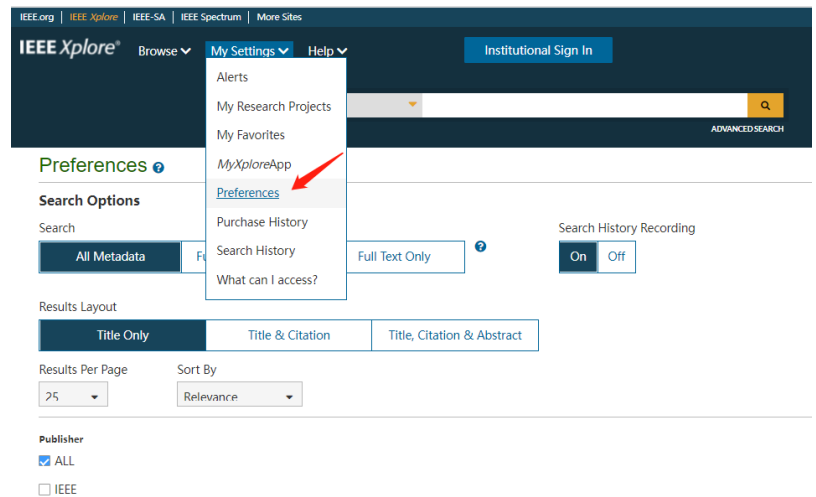 IEEE.org | IEEE Xplore | IEEE-SA | IEEE Spectrum | More Sites
IEEE Xplore® Browse My Settings Help Institutional Sign In
Alerts
My Research Projects
My Favorites
ADVANCED SEARCH
MyXploreApp
Preferences
Preferences
Search Options
Purchase History
Search
Search History Recording
All Metadata
Search History
Full Text Only
On Off
What can I access?
Results Layout
Title Only Title & Citation Title, Citation & Abstract
Results Per Page Sort By
25 Relevance
Publisher
ALL
IEEE